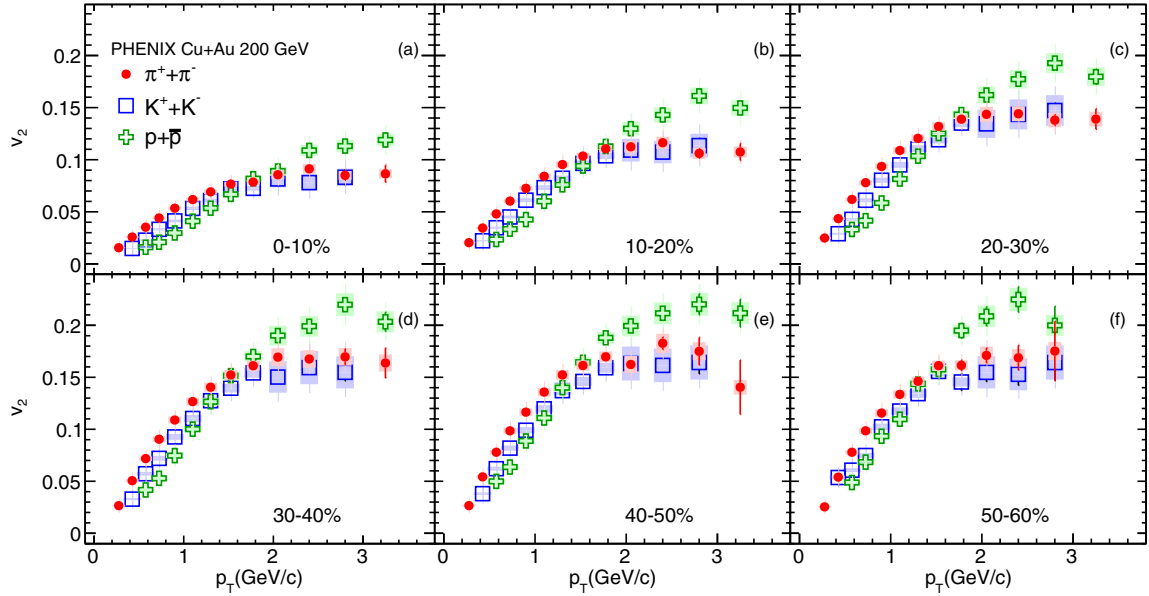 PHENIX Cu+Au 200 GeV
π⁺+π⁻
K⁺+K⁻
p+p̅
(a)
(b)
(c)
0.2
0.15
0.1
0.05
0
v₂
0-10%
10-20%
20-30%
(d)
(e)
(f)
0.2
0.15
0.1
0.05
0
v₂
30-40%
40-50%
50-60%
0 1 2 3 0 1 2 3 0 1 2 3
p_T(GeV/c) p_T(GeV/c) p_T(GeV/c)